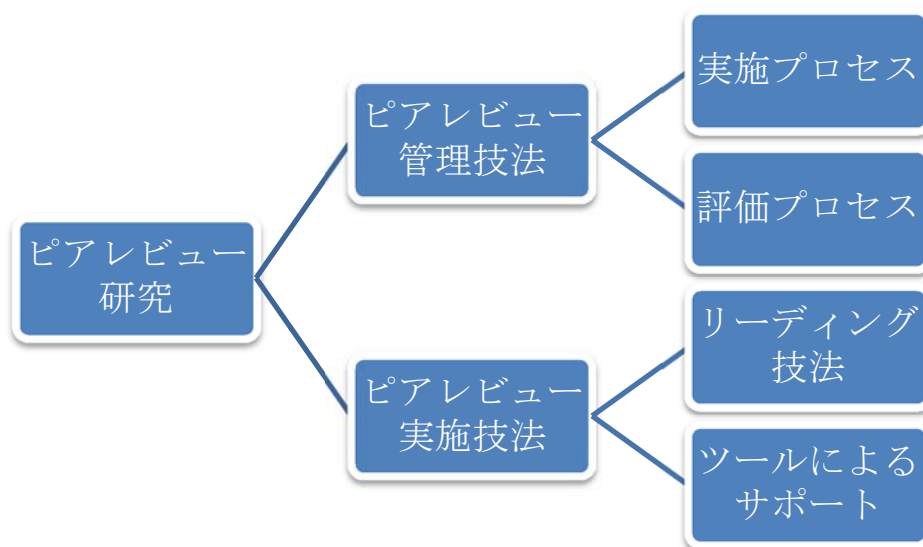 ピアレビュー
研究
ピアレビュー
管理技法
実施プロセス
評価プロセス
ピアレビュー
実施技法
リーディング
技法
ツールによる
サポート